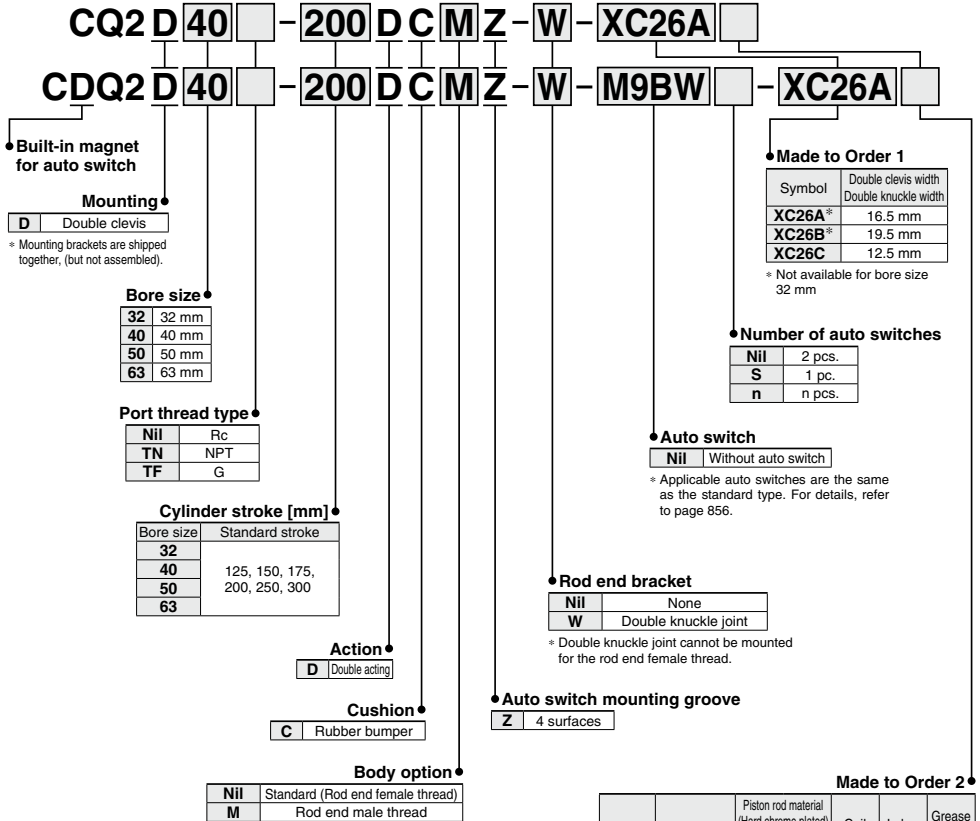 CQ2 D 40 - 200 D C M Z - W - XC26A
CDQ2 D 40 - 200 D C M Z - W - M9BW - XC26A
Built-in magnet
for auto switch
Mounting
D Double clevis
* Mounting brackets are shipped
together, (but not assembled).
Bore size
32 32 mm
40 40 mm
50 50 mm
63 63 mm
Port thread type
Nil Rc
TN NPT
TF G
Cylinder stroke [mm]
Bore size Standard stroke
32
40 125, 150, 175,
50 200, 250, 300
63
Action
D Double acting
Cushion
C Rubber bumper
Body option
Nil Standard (Rod end female thread)
M Rod end male thread
Made to Order 1
Symbol Double clevis width
Double knuckle width
XC26A* 16.5 mm
XC26B* 19.5 mm
XC26C 12.5 mm
* Not available for bore size
32 mm
Number of auto switches
Nil 2 pcs.
S 1 pc.
n n pcs.
Auto switch
Nil Without auto switch
* Applicable auto switches are the same
as the standard type. For details, refer
to page 856.
Rod end bracket
Nil None
W Double knuckle joint
* Double knuckle joint cannot be mounted
for the rod end female thread.
Auto switch mounting groove
Z 4 surfaces
Made to Order 2
Piston rod material
(Hard chrome plated)
Grease